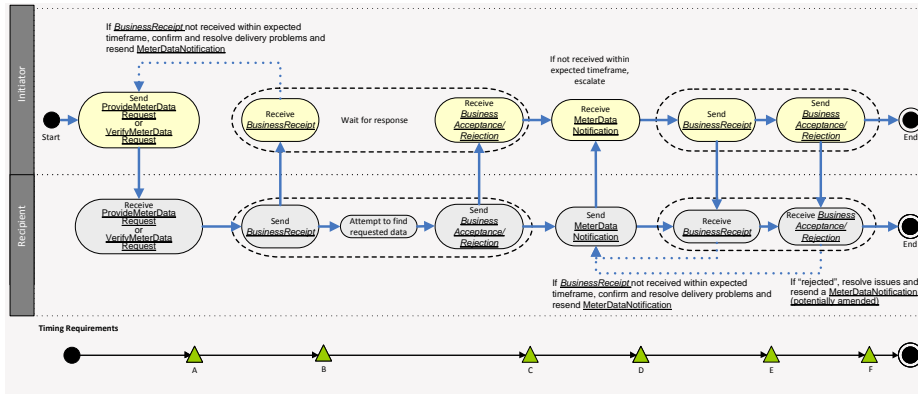 If BusinessReceipt not received within expected
timeframe, confirm and resolve delivery problems and
resend MeterDataNotification
If not received within
expected timeframe,
escalate
Initiator
Start
Send
ProvideMeterData
Request
or
VerifyMeterData
Request
Receive
BusinessReceipt
Wait for response
Receive
Business
Acceptance/
Rejection
Receive
MeterData
Notification
Send
BusinessReceipt
Send
Business
Acceptance/
Rejection
End
Recipient
Receive
ProvideMeterData
Request
or
VerifyMeterData
Request
Send
BusinessReceipt
Attempt to find
requested data
Send
Business
Acceptance/
Rejection
Send
MeterData
Notification
Receive
BusinessReceipt
Receive Business
Acceptance/
Rejection
End
If BusinessReceipt not received within expected
timeframe, confirm and resolve delivery problems and
resend MeterDataNotification
If “rejected”, resolve issues and
resend a MeterDataNotification
(potentially amended)
Timing Requirements
A
B
C
D
E
F